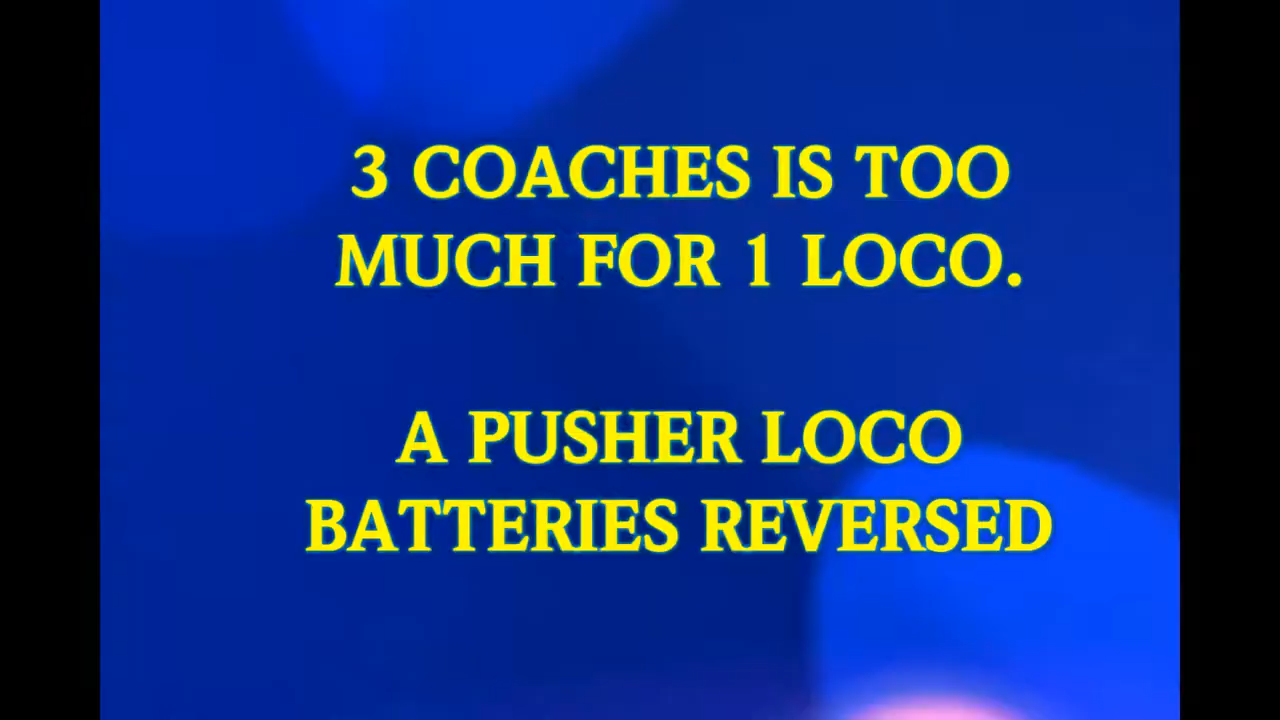 3 COACHES IS TOO
MUCH FOR 1 LOCO.
A PUSHER LOCO
BATTERIES REVERSED